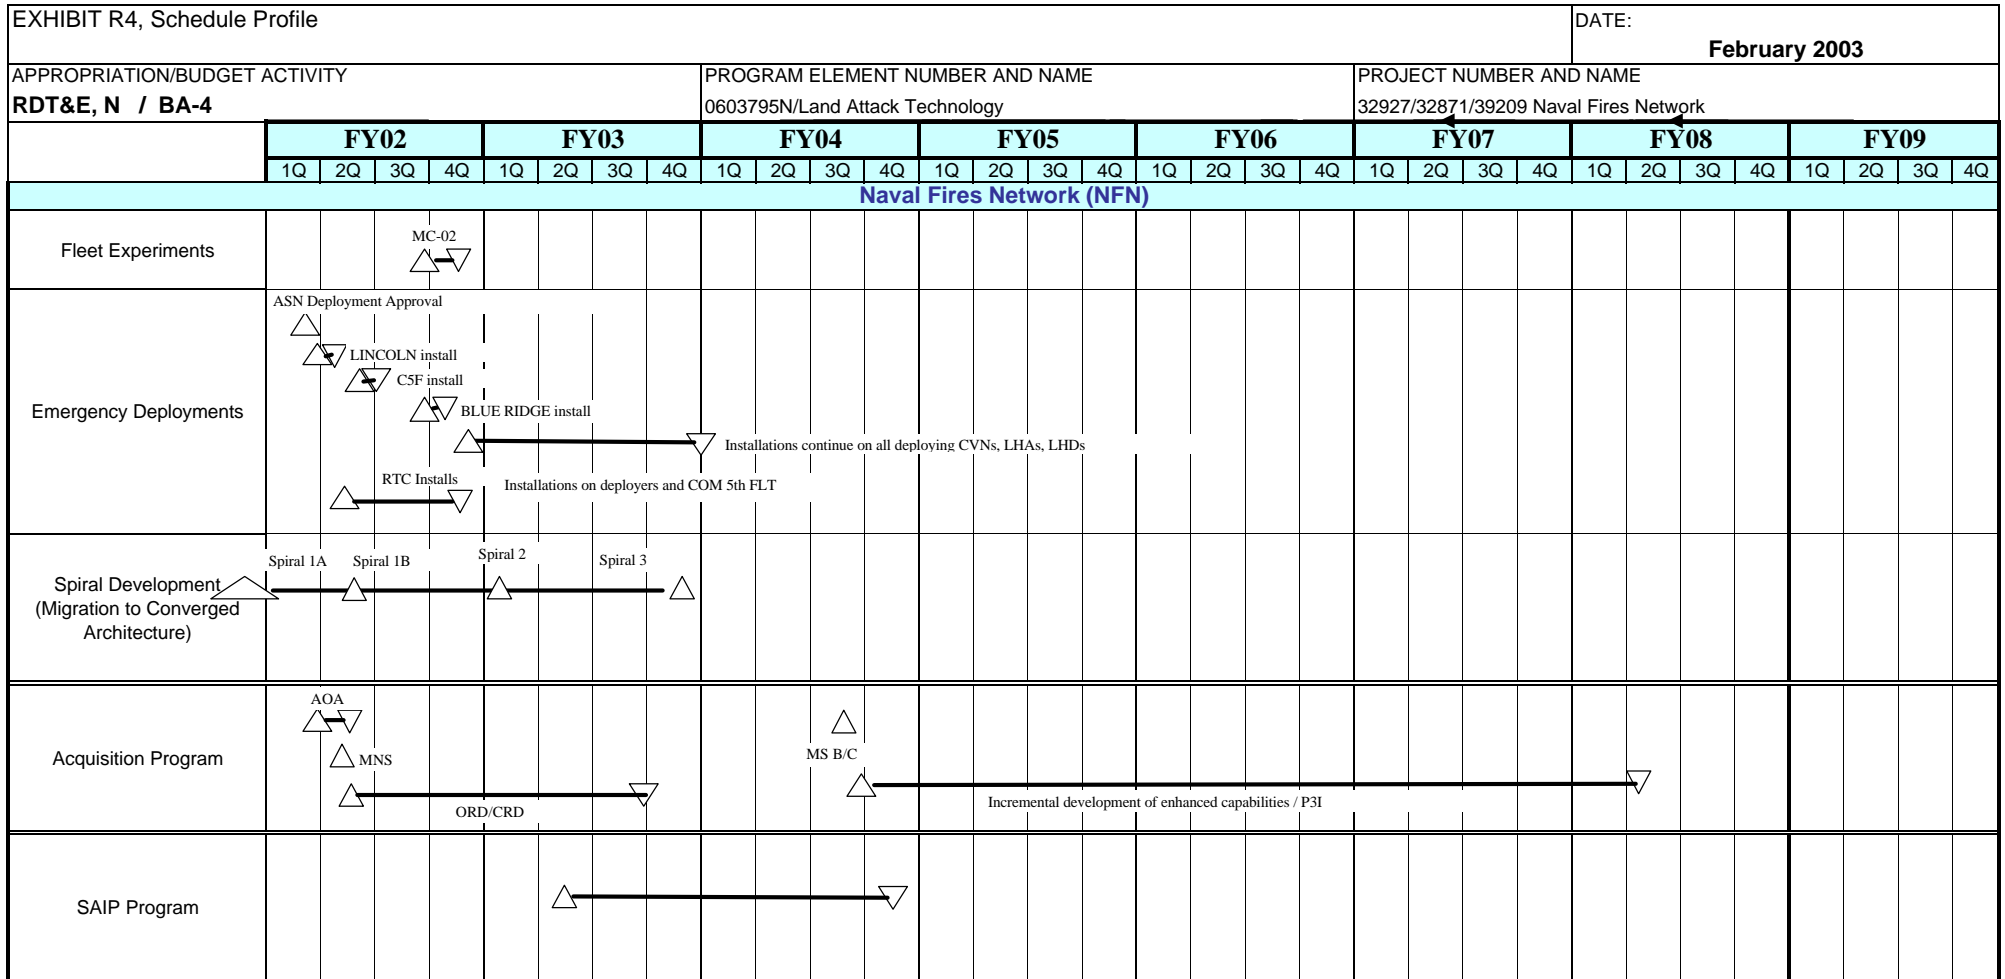 EXHIBIT R4, Schedule Profile
DATE:
February 2003
APPROPRIATION/BUDGET ACTIVITY
PROGRAM ELEMENT NUMBER AND NAME
PROJECT NUMBER AND NAME
RDT&E, N / BA-4
0603795N/Land Attack Technology
32927/32871/39209 Naval Fires Network
FY02 FY03 FY04 FY05 FY06 FY07 FY08 FY09
1Q 2Q 3Q 4Q 1Q 2Q 3Q 4Q 1Q 2Q 3Q 4Q 1Q 2Q 3Q 4Q 1Q 2Q 3Q 4Q 1Q 2Q 3Q 4Q 1Q 2Q 3Q 4Q 1Q 2Q 3Q 4Q
Naval Fires Network (NFN)
Fleet Experiments
MC-02
Emergency Deployments
ASN Deployment Approval
LINCOLN install
C5F install
BLUE RIDGE install
Installations continue on all deploying CVNs, LHAs, LHDs
RTC Installs
Installations on deployers and COM 5th FLT
Spiral Development
(Migration to Converged
Architecture)
Spiral 1A
Spiral 1B
Spiral 2
Spiral 3
Acquisition Program
AOA
MNS
ORD/CRD
MS B/C
Incremental development of enhanced capabilities / P3I
SAIP Program